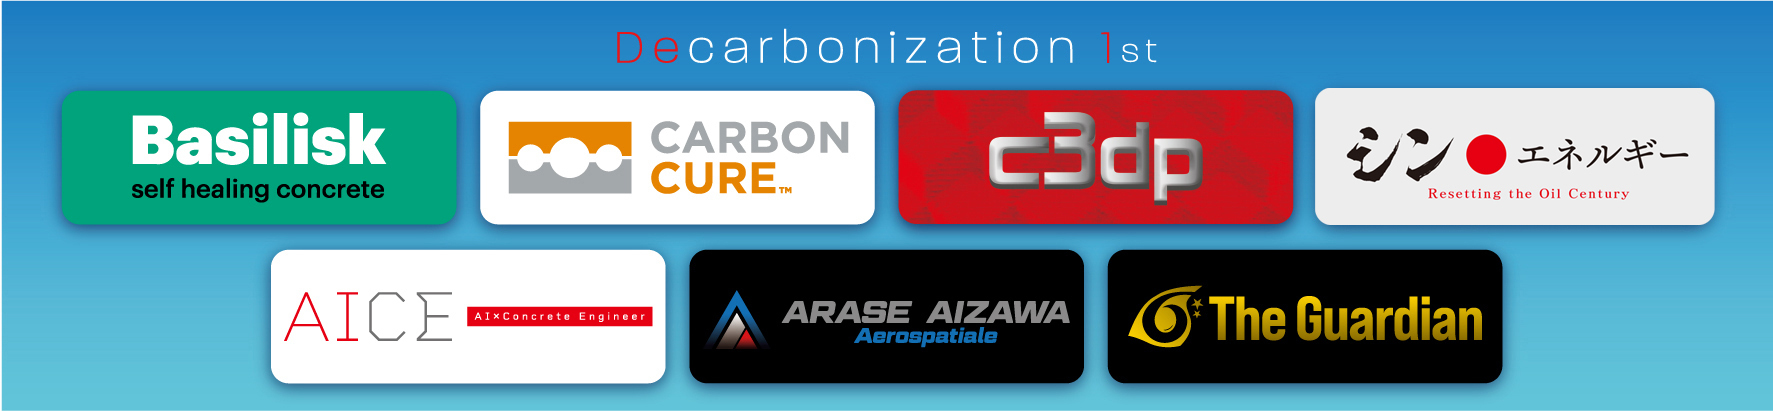 Decarbonization 1st
Basilisk
self healing concrete
CARBON
CURE™
c3dp
シン●エネルギー
Resetting the Oil Century
AICE
AI×Concrete Engineer
ARASE AIZAWA
Aerospatiale
The Guardian